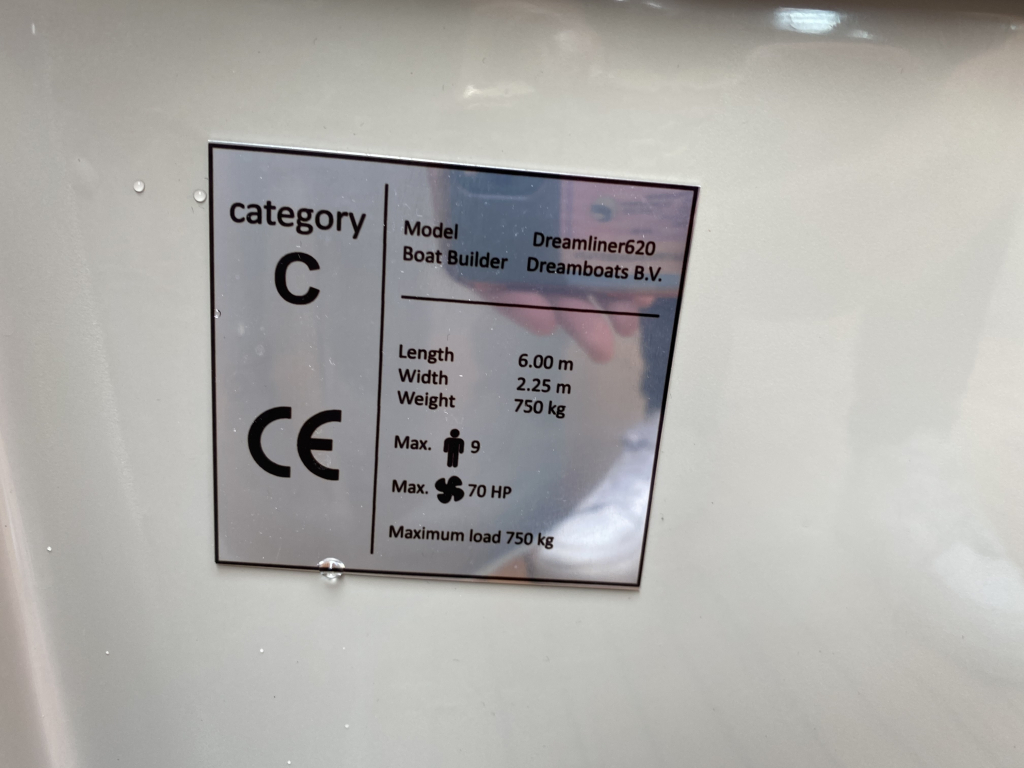 category
C
CE
Model Dreamliner620
Boat Builder Dreamboats B.V.
Length 6.00 m
Width 2.25 m
Weight 750 kg
Max. 9
Max. 70 HP
Maximum load 750 kg